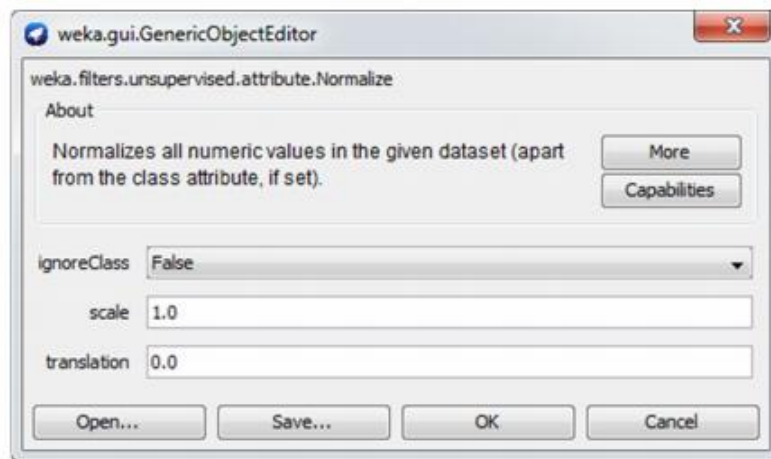 weka.gui.GenericObjectEditor
weka.filters.unsupervised.attribute.Normalize
About
Normalizes all numeric values in the given dataset (apart
from the class attribute, if set).
More
Capabilities
ignoreClass False
scale 1.0
translation 0.0
Open... Save... OK Cancel